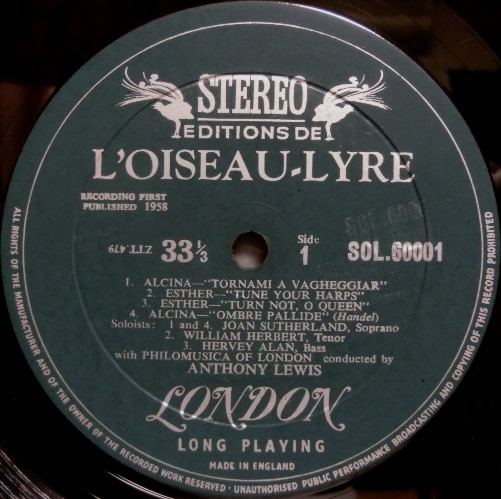 STEREO
EDITIONS DE
L'OISEAU-LYRE
RECORDING FIRST
PUBLISHED 1958
ZTT.479
33⅓
Side
1
SOL.60001
1. ALCINA—"TORNAMI A VAGHEGGIAR"
2. ESTHER—"TUNE YOUR HARPS"
3. ESTHER—"TURN NOT, O QUEEN"
4. ALCINA—"OMBRE PALLIDE" (Handel)
Soloists: 1 and 4. JOAN SUTHERLAND, Soprano
2. WILLIAM HERBERT, Tenor
3. HERVEY ALAN, Bass
with PHILOMUSICA OF LONDON conducted by
ANTHONY LEWIS
LONDON
LONG PLAYING
MADE IN ENGLAND
ALL RIGHTS OF THE MANUFACTURER AND OF THE OWNER OF THE RECORDED WORK RESERVED · UNAUTHORISED PUBLIC PERFORMANCE BROADCASTING AND COPYING OF THIS RECORD PROHIBITED